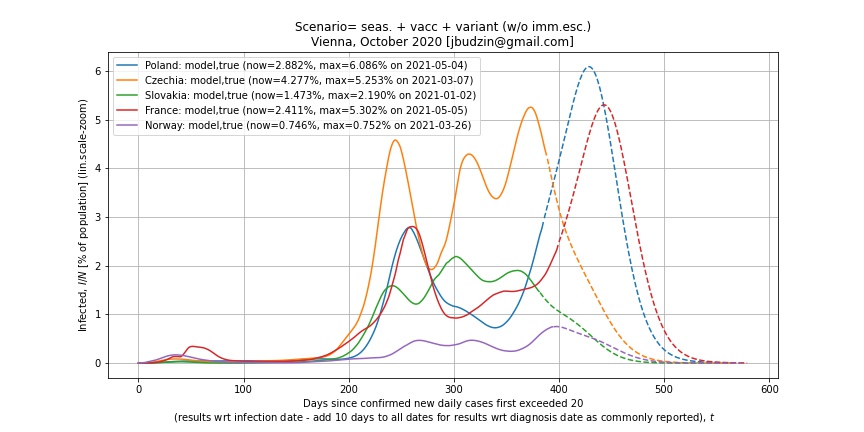 Scenario= seas. + vacc + variant (w/o imm.esc.)
Vienna, October 2020 [jbudzin@gmail.com]
Poland: model,true (now=2.882%, max=6.086% on 2021-05-04)
Czechia: model,true (now=4.277%, max=5.253% on 2021-03-07)
Slovakia: model,true (now=1.473%, max=2.190% on 2021-01-02)
France: model,true (now=2.411%, max=5.302% on 2021-05-05)
Norway: model,true (now=0.746%, max=0.752% on 2021-03-26)
Infected, I/N [% of population] (lin.scale-zoom)
6
5
4
3
2
1
0
0 100 200 300 400 500 600
Days since confirmed new daily cases first exceeded 20
(results wrt infection date - add 10 days to all dates for results wrt diagnosis date as commonly reported), t